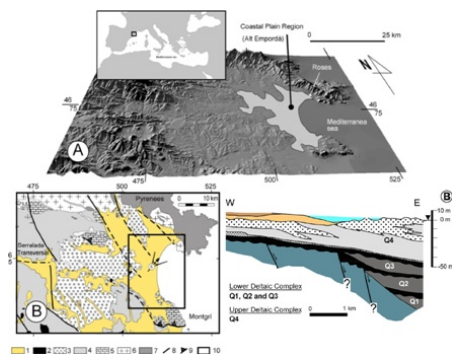 Coastal Plain Region
(Alt Empordà)
0 25 km
Mediterranean sea
Roses
N
Mediterranean
sea
46
75
46
75
A
475
500
525
475
500
Pyrenees
0 10 km
Serralada
Transversal
B
Montgrí
1 2 3 4 5 6 7 8 9 10
B
W E
10 m
0 m
Q4
Q3
-50 m
Q2
Q1
Lower Deltaic Complex
Q1, Q2 and Q3
Upper Deltaic Complex
Q4
0 1 km
?
?